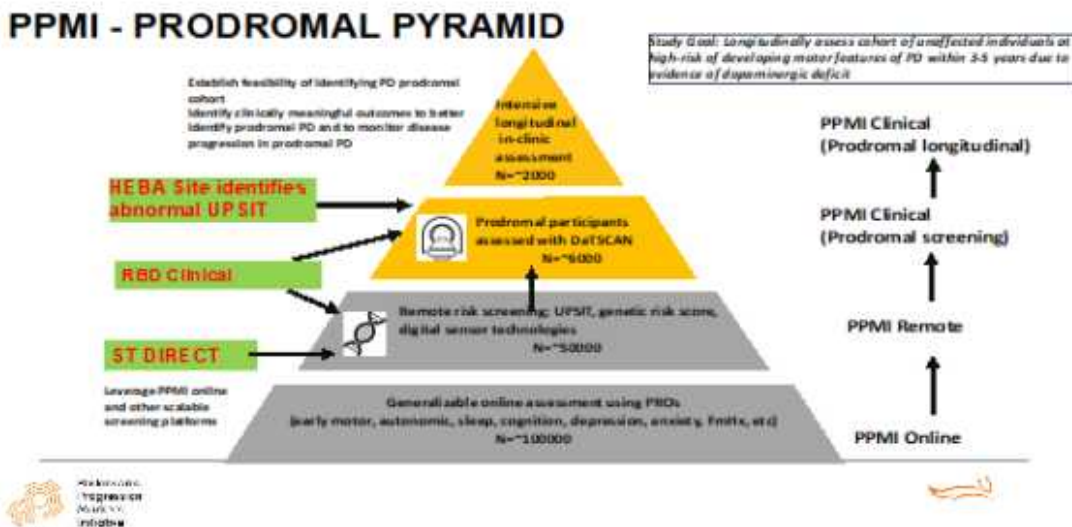 PPMI - PRODROMAL PYRAMID
Study Goal: Longitudinally assess cohort of unaffected individuals at
high-risk of developing motor features of PD within 3-5 years due to
evidence of dopaminergic deficit
Establish feasibility of identifying PD prodromal
cohort
Identify clinically meaningful outcomes to better
identify prodromal PD and to monitor disease
progression in prodromal PD
Intensive
longitudinal
in-clinic
assessment
N=~2000
PPMI Clinical
(Prodromal longitudinal)
HEBA Site identifies
abnormal UPSIT
Prodromal participants
assessed with DaTSCAN
N=~6000
PPMI Clinical
(Prodromal screening)
RBD Clinical
Remote risk screening; UPSIT, genetic risk score,
digital sensor technologies
N=~50000
PPMI Remote
ST DIRECT
Leverage PPMI online
and other scalable
screening platforms
Generalizable online assessment using PROs
(early motor, autonomic, sleep, cognition, depression, anxiety, FmHx, etc)
N=~100000
PPMI Online
Parkinson's
Progression
Markers
Initiative